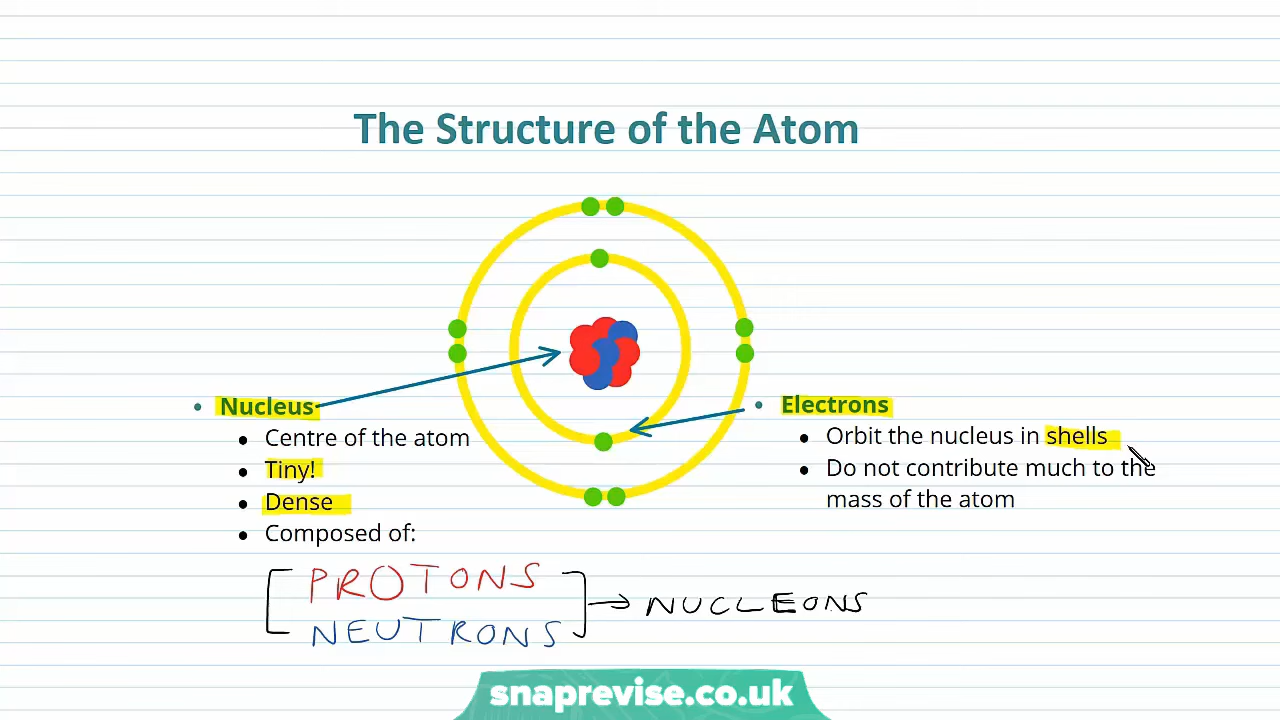 The Structure of the Atom
Nucleus
Centre of the atom
Tiny!
Dense
Composed of:
PROTONS
NEUTRONS
NUCLEONS
Electrons
Orbit the nucleus in shells
Do not contribute much to the
mass of the atom
snaprevise.co.uk